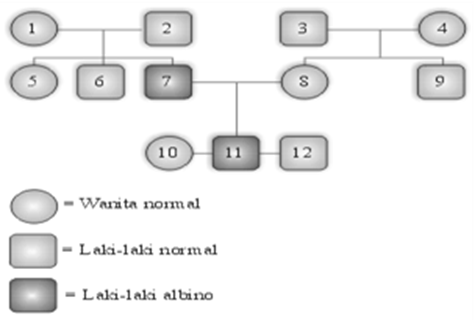 1 2 3 4
5 6 7 8 9
10 11 12
= Wanita normal
= Laki-laki normal
= Laki-laki albino